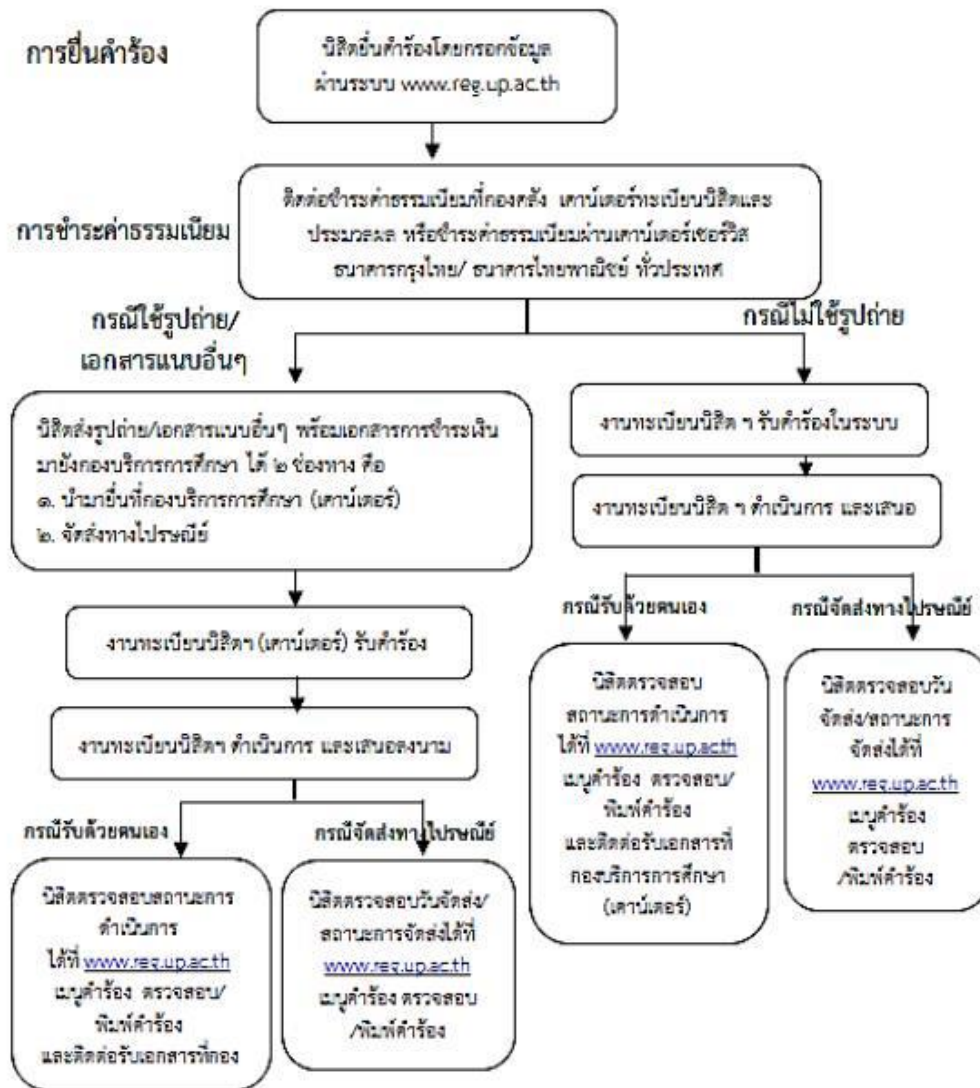 การยื่นคำร้อง
นิสิตยื่นคำร้องโดยกรอกข้อมูล
ผ่านระบบ www.reg.up.ac.th
การชำระค่าธรรมเนียม
ติดต่อชำระค่าธรรมเนียมที่กองคลัง เคาน์เตอร์ทะเบียนนิสิตและ
ประมวลผล หรือชำระค่าธรรมเนียมผ่านเคาน์เตอร์เซอร์วิส
ธนาคารกรุงไทย/ ธนาคารไทยพาณิชย์ ทั่วประเทศ
กรณีใช้รูปถ่าย/
เอกสารแนบอื่นๆ
นิสิตส่งรูปถ่าย/เอกสารแนบอื่นๆ พร้อมเอกสารการชำระเงิน
มายังกองบริการการศึกษา ได้ ๒ ช่องทาง คือ
๑. นำมายื่นที่กองบริการการศึกษา (เคาน์เตอร์)
๒. จัดส่งทางไปรษณีย์
งานทะเบียนนิสิตฯ (เคาน์เตอร์) รับคำร้อง
งานทะเบียนนิสิตฯ ดำเนินการ และเสนอลงนาม
กรณีรับด้วยตนเอง
นิสิตตรวจสอบสถานะการ
ดำเนินการ
ได้ที่ www.reg.up.ac.th
เมนูคำร้อง ตรวจสอบ/
พิมพ์คำร้อง
และติดต่อรับเอกสารที่กอง
กรณีจัดส่งทางไปรษณีย์
นิสิตตรวจสอบวันจัดส่ง/
สถานะการจัดส่งได้ที่
www.reg.up.ac.th
เมนูคำร้อง ตรวจสอบ
/พิมพ์คำร้อง
กรณีไม่ใช้รูปถ่าย
งานทะเบียนนิสิต ฯ รับคำร้องในระบบ
งานทะเบียนนิสิต ฯ ดำเนินการ และเสนอ
กรณีรับด้วยตนเอง
นิสิตตรวจสอบ
สถานะการดำเนินการ
ได้ที่ www.reg.up.acth
เมนูคำร้อง ตรวจสอบ/
พิมพ์คำร้อง
และติดต่อรับเอกสารที่
กองบริการการศึกษา
(เคาน์เตอร์)
กรณีจัดส่งทางไปรษณีย์
นิสิตตรวจสอบวัน
จัดส่ง/สถานะการ
จัดส่งได้ที่
www.reg.up.ac.th
เมนูคำร้อง
ตรวจสอบ
/พิมพ์คำร้อง